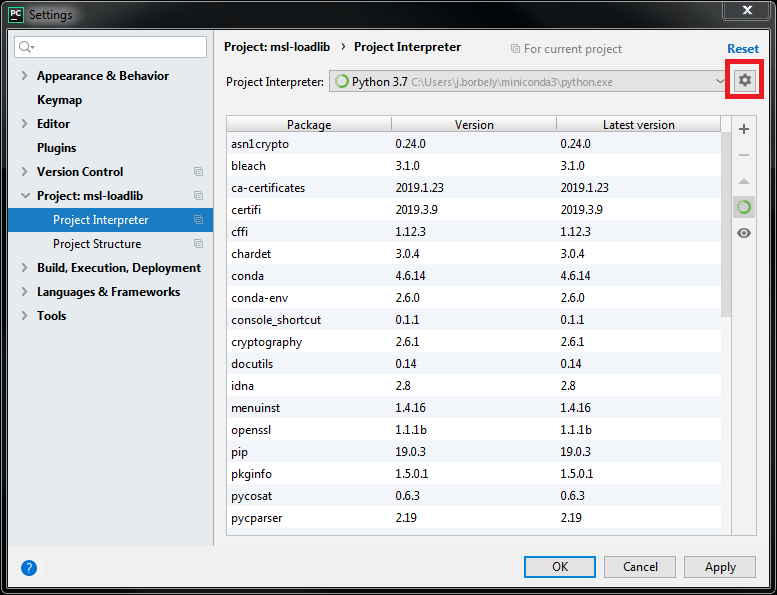 PC Settings
Project: msl-loadlib › Project Interpreter For current project Reset
Project Interpreter: Python 3.7 C:\Users\j.borbely\miniconda3\python.exe
Appearance & Behavior
Keymap
Editor
Plugins
Version Control
Project: msl-loadlib
Project Interpreter
Project Structure
Build, Execution, Deployment
Languages & Frameworks
Tools
Package Version Latest version
asn1crypto 0.24.0 0.24.0
bleach 3.1.0 3.1.0
ca-certificates 2019.1.23 2019.1.23
certifi 2019.3.9 2019.3.9
cffi 1.12.3 1.12.3
chardet 3.0.4 3.0.4
conda 4.6.14 4.6.14
conda-env 2.6.0 2.6.0
console_shortcut 0.1.1 0.1.1
cryptography 2.6.1 2.6.1
docutils 0.14 0.14
idna 2.8 2.8
menuinst 1.4.16 1.4.16
openssl 1.1.1b 1.1.1b
pip 19.0.3 19.0.3
pkginfo 1.5.0.1 1.5.0.1
pycosat 0.6.3 0.6.3
pycparser 2.19 2.19
? OK Cancel Apply